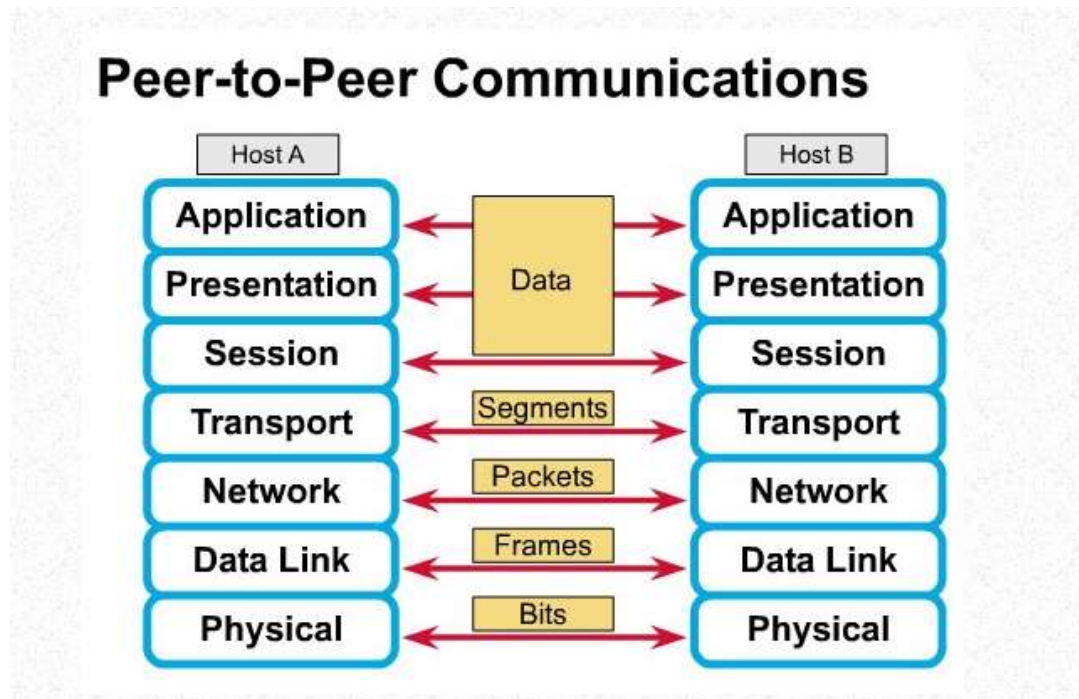 Peer-to-Peer Communications
Host A
Host B
Application
Application
Presentation
Data
Presentation
Session
Session
Transport
Segments
Transport
Network
Packets
Network
Data Link
Frames
Data Link
Physical
Bits
Physical